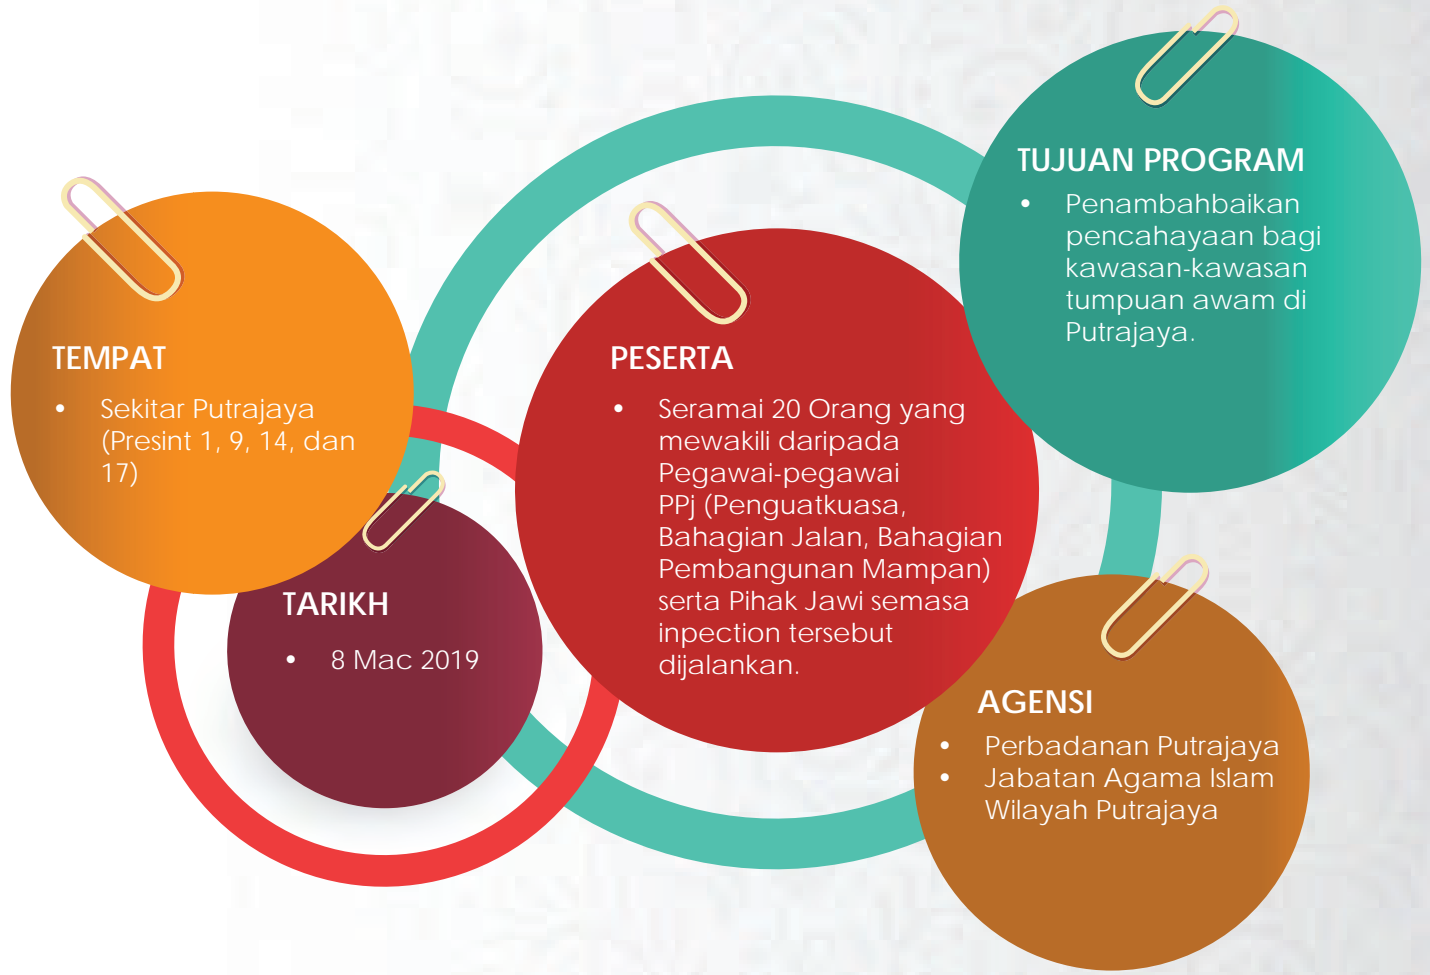 TEMPAT
• Sekitar Putrajaya
(Presint 1, 9, 14, dan
17)
TARIKH
• 8 Mac 2019
PESERTA
• Seramai 20 Orang yang
mewakili daripada
Pegawai-pegawai
PPj (Penguatkuasa,
Bahagian Jalan, Bahagian
Pembangunan Mampan)
serta Pihak Jawi semasa
inpection tersebut
dijalankan.
TUJUAN PROGRAM
• Penambahbaikan
pencahayaan bagi
kawasan-kawasan
tumpuan awam di
Putrajaya.
AGENSI
• Perbadanan Putrajaya
• Jabatan Agama Islam
Wilayah Putrajaya